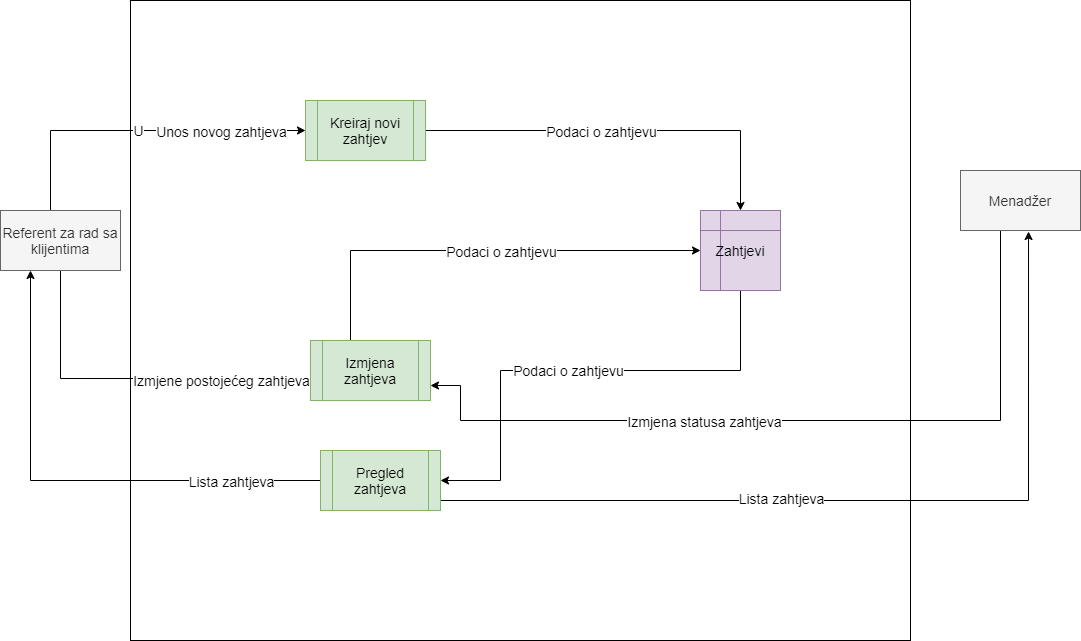 U
Unos novog zahtjeva
Kreiraj novi
zahtjev
Podaci o zahtjevu
Menadžer
Referent za rad sa
klijentima
Podaci o zahtjevu
Zahtjevi
Izmjena
zahtjeva
Izmjene postojećeg zahtjeva
Podaci o zahtjevu
Izmjena statusa zahtjeva
Lista zahtjeva
Pregled
zahtjeva
Lista zahtjeva